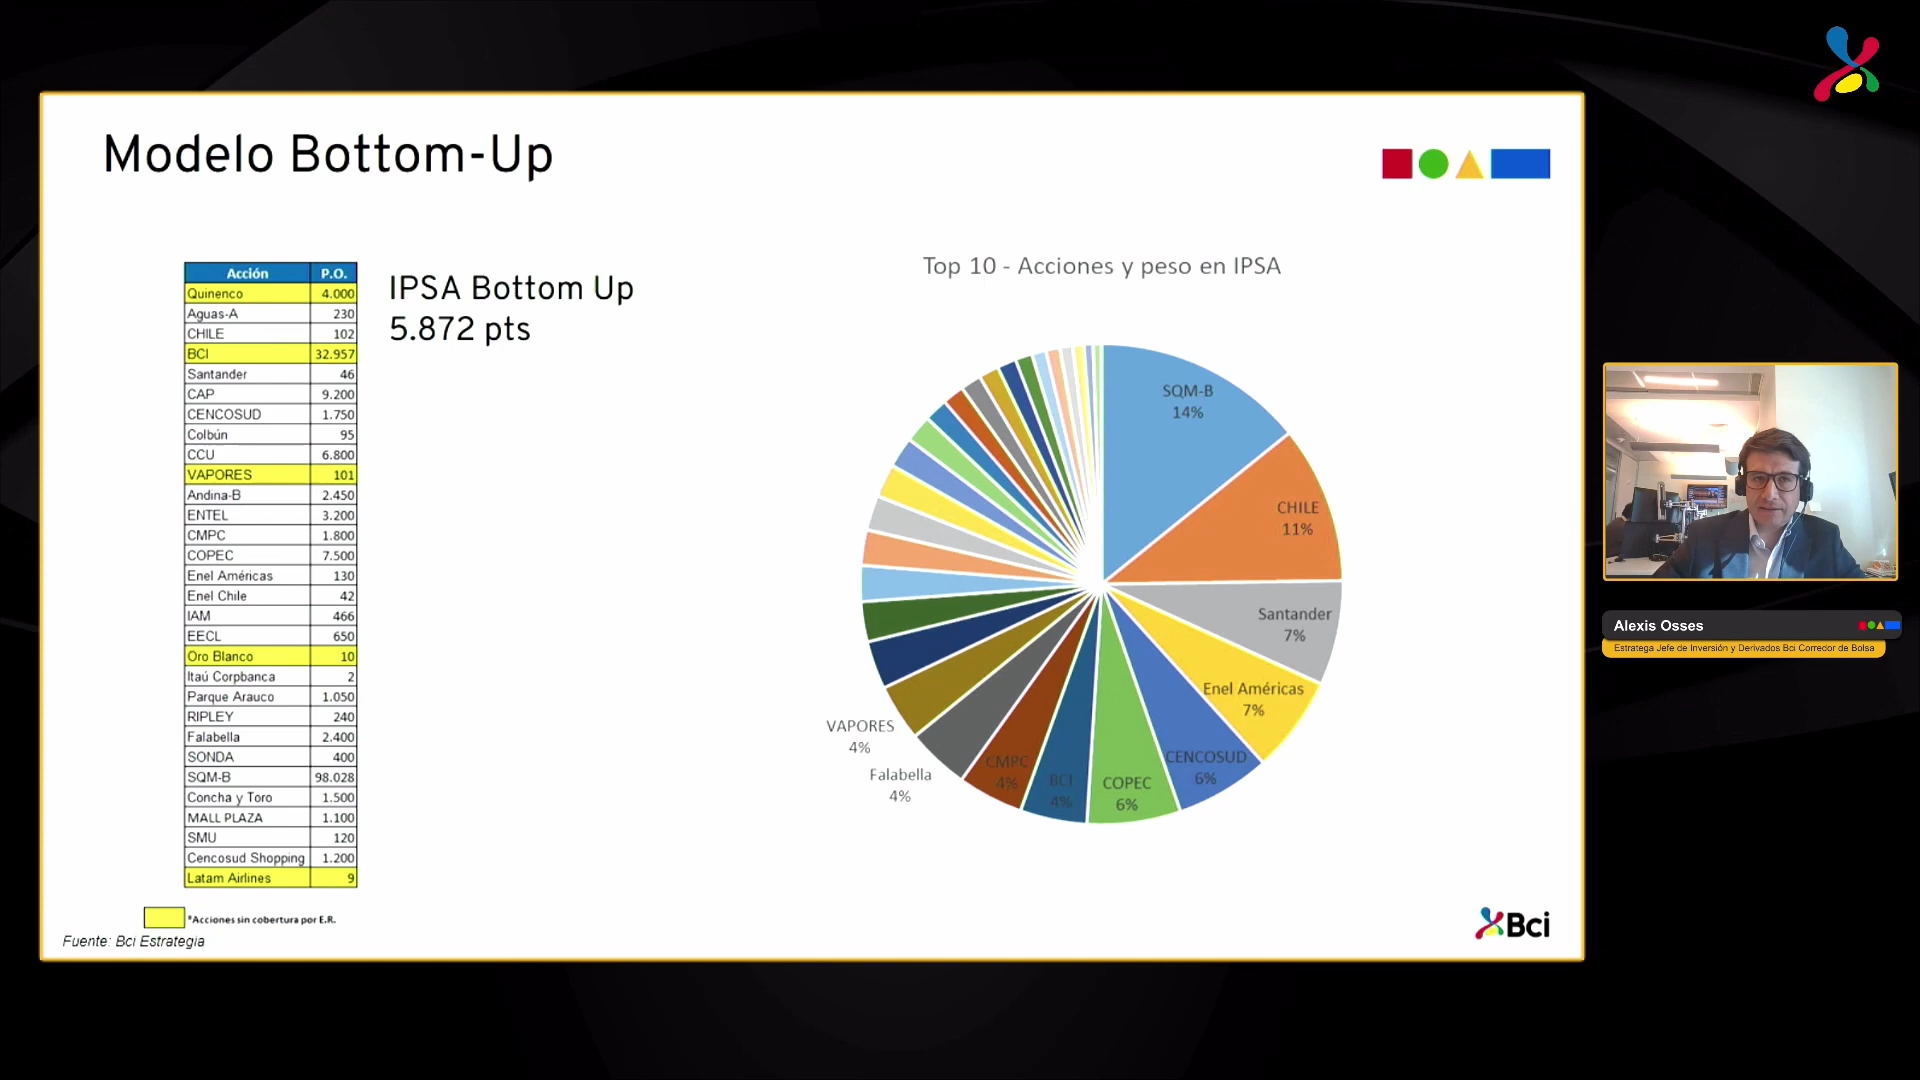 Modelo Bottom-Up
Acción P.O.
Quinenco 4.000
Aguas-A 230
CHILE 102
BCI 32.957
Santander 46
CAP 9.200
CENCOSUD 1.750
Colbún 95
CCU 6.800
VAPORES 101
Andina-B 2.450
ENTEL 3.200
CMPC 1.800
COPEC 7.500
Enel Américas 130
Enel Chile 42
IAM 466
EECL 650
Oro Blanco 10
Itaú Corpbanca 2
Parque Arauco 1.050
RIPLEY 240
Falabella 2.400
SONDA 400
SQM-B 98.028
Concha y Toro 1.500
MALL PLAZA 1.100
SMU 120
Cencosud Shopping 1.200
Latam Airlines 9
*Acciones sin cobertura por E.R.
Fuente: Bci Estrategia
IPSA Bottom Up
5.872 pts
Top 10 - Acciones y peso en IPSA
SQM-B
14%
CHILE
11%
Santander
7%
Enel Américas
7%
CENCOSUD
6%
COPEC
6%
BCI
4%
CMPC
4%
Falabella
4%
VAPORES
4%
Bci
Alexis Osses
Estratega Jefe de Inversión y Derivados Bci Corredor de Bolsa